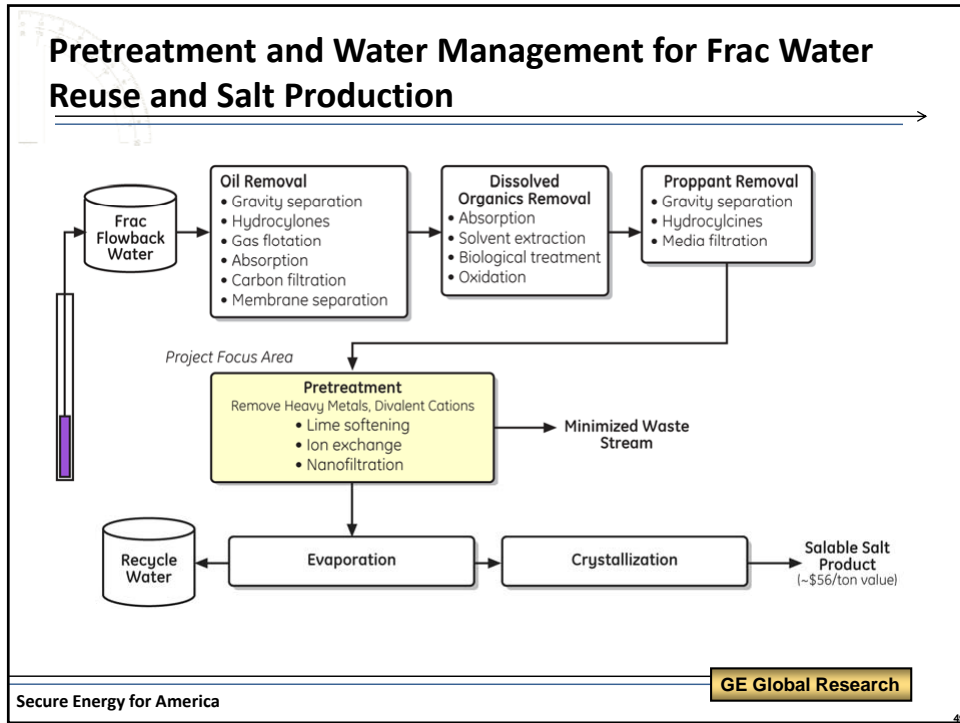 Pretreatment and Water Management for Frac Water
Reuse and Salt Production
Frac
Flowback
Water
Oil Removal
• Gravity separation
• Hydrocylones
• Gas flotation
• Absorption
• Carbon filtration
• Membrane separation
Dissolved
Organics Removal
• Absorption
• Solvent extraction
• Biological treatment
• Oxidation
Proppant Removal
• Gravity separation
• Hydrocylcines
• Media filtration
Project Focus Area
Pretreatment
Remove Heavy Metals, Divalent Cations
• Lime softening
• Ion exchange
• Nanofiltration
Minimized Waste
Stream
Recycle
Water
Evaporation
Crystallization
Salable Salt
Product
(~$56/ton value)
Secure Energy for America
GE Global Research